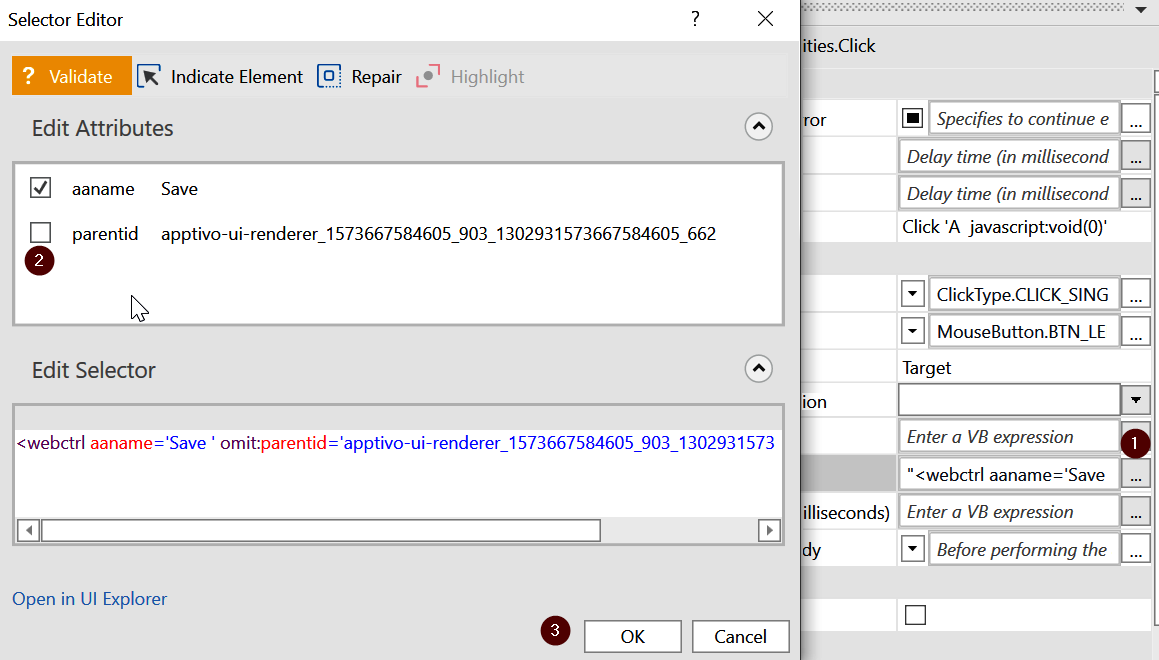 Selector Editor
?
? Validate
Indicate Element
Repair
Highlight
Edit Attributes
aaname Save
parentid apptivo-ui-renderer_1573667584605_903_1302931573667584605_662
2
Edit Selector
<webctrl aaname='Save ' omit:parentid='apptivo-ui-renderer_1573667584605_903_1302931573
Open in UI Explorer
3
OK
Cancel
ities.Click
ror
Specifies to continue e
...
Delay time (in millisecond
...
Delay time (in millisecond
...
Click 'A javascript:void(0)'
ClickType.CLICK_SING
...
MouseButton.BTN_LE
...
Target
ion
Enter a VB expression
1
"<webctrl aaname='Save
...
illiseconds)
Enter a VB expression
...
dy
Before performing the
...